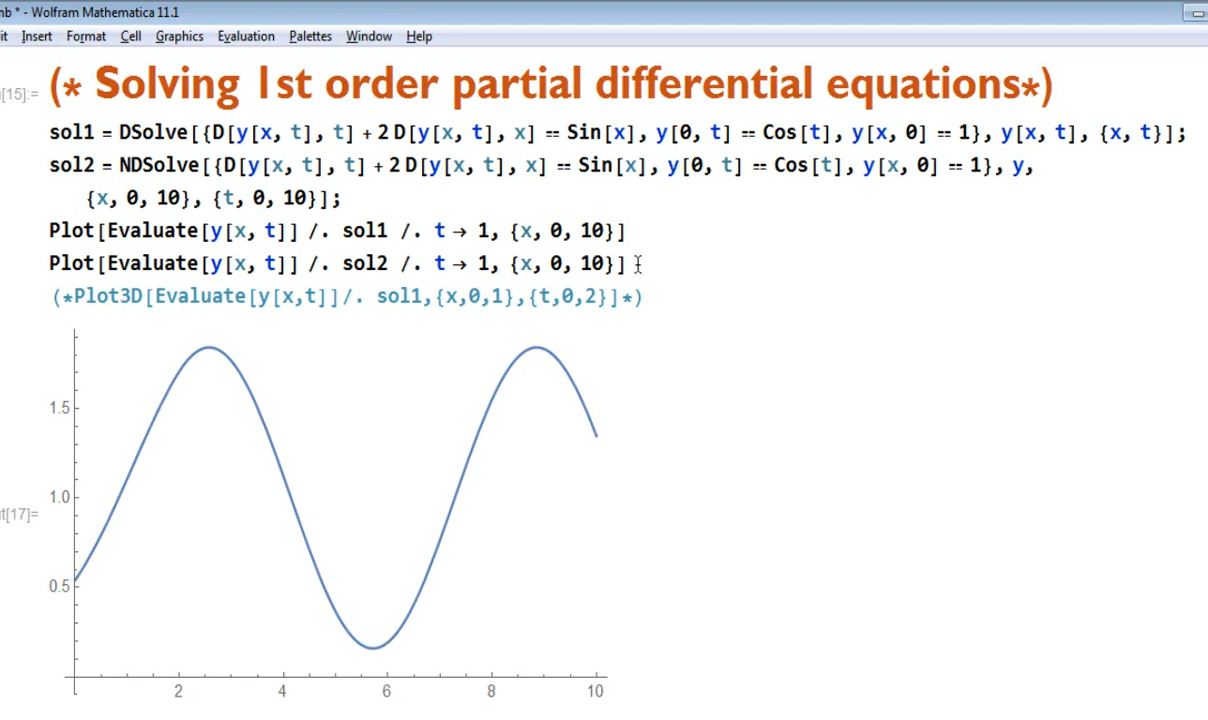 nb * - Wolfram Mathematica 11.1
it Insert Format Cell Graphics Evaluation Palettes Window Help
n[15]:= (* Solving 1st order partial differential equations*)
sol1 = DSolve[{D[y[x, t], t] + 2 D[y[x, t], x] == Sin[x], y[0, t] == Cos[t], y[x, 0] == 1}, y[x, t], {x, t}];
sol2 = NDSolve[{D[y[x, t], t] + 2 D[y[x, t], x] == Sin[x], y[0, t] == Cos[t], y[x, 0] == 1}, y,
{x, 0, 10}, {t, 0, 10}];
Plot[Evaluate[y[x, t]] /. sol1 /. t → 1, {x, 0, 10}]
Plot[Evaluate[y[x, t]] /. sol2 /. t → 1, {x, 0, 10}]
(*Plot3D[Evaluate[y[x,t]]/. sol1,{x,0,1},{t,0,2}]*)
1.5
1.0
ut[17]=
0.5
2 4 6 8 10